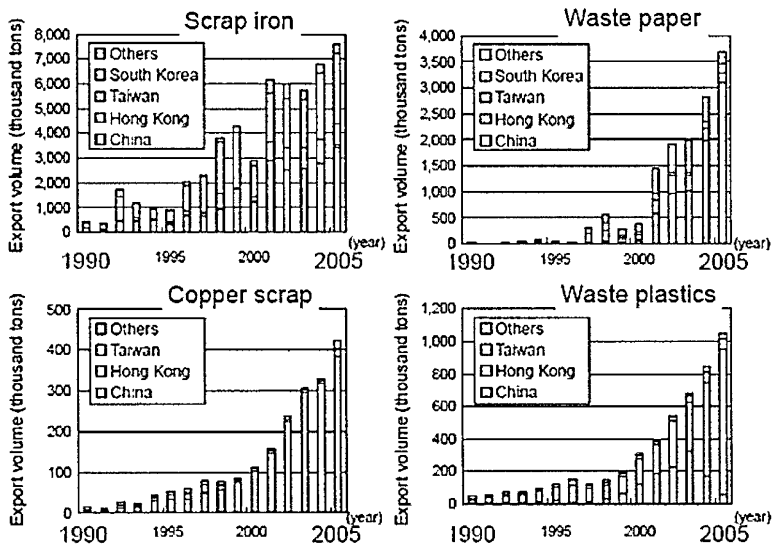 Scrap iron
Export volume (thousand tons)
8,000
7,000
6,000
5,000
4,000
3,000
2,000
1,000
0
Others
South Korea
Taiwan
Hong Kong
China
1990
1995
2000
2005
(year)
Waste paper
Export volume (thousand tons)
4,000
3,500
3,000
2,500
2,000
1,500
1,000
500
0
Others
South Korea
Taiwan
Hong Kong
China
1990
1995
2000
2005
(year)
Copper scrap
Export volume (thousand tons)
500
400
300
200
100
0
Others
Taiwan
Hong Kong
China
1990
1995
2000
2005
(year)
Waste plastics
Export volume (thousand tons)
1,200
1,000
800
600
400
200
0
Others
Taiwan
Hong Kong
China
1990
1995
2000
2005
(year)